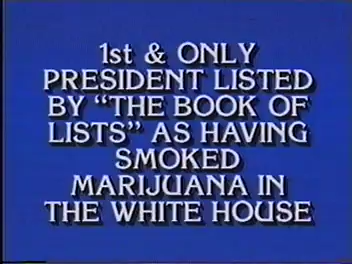 1st & ONLY
PRESIDENT LISTED
BY “THE BOOK OF
LISTS” AS HAVING
SMOKED
MARIJUANA IN
THE WHITE HOUSE